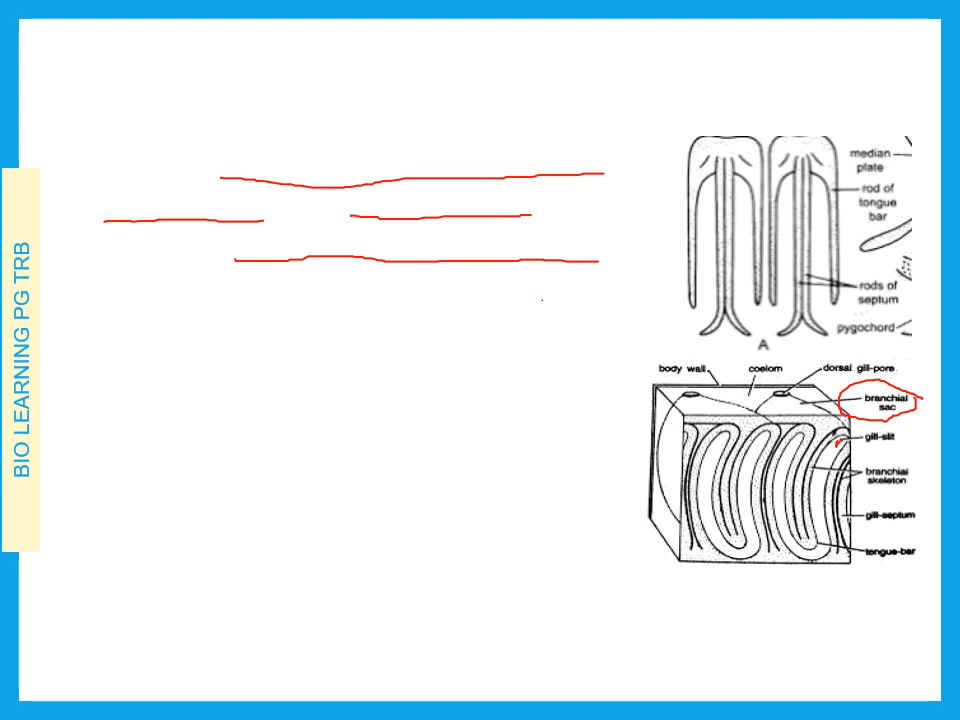 BIO LEARNING PG TRB
median
plate
rod of
tongue
bar
rods of
septum
pygochord
A
body wall
coelom
dorsal gill-pore
branchial
sac
gill-slit
branchial
skeleton
gill-septum
tongue-bar